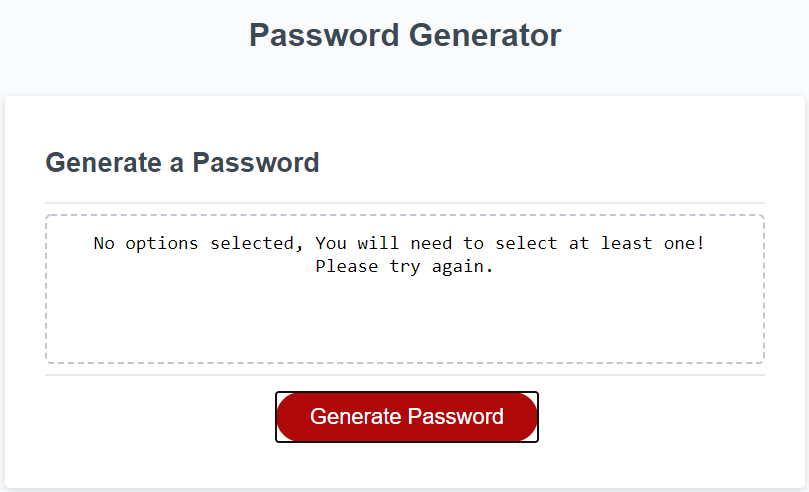 Password Generator
Generate a Password
No options selected, You will need to select at least one!
Please try again.
Generate Password